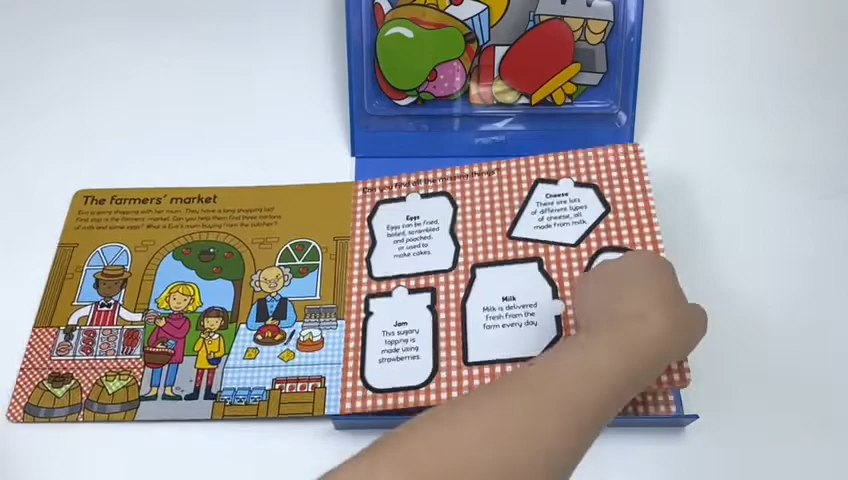 The farmers' market
Eva is going shopping with her mum. They have a long shopping list!
First stop is the farmers' market. Can you help them find three cartons
of milk and some eggs? What is Eva's mum buying from the butcher?
Can you find all the missing things?
Eggs
Eggs can be fried,
boiled, scrambled
and poached,
or used to
make cakes.
Cheese
There are lots
of different types
of cheese, all
made from milk.
Jam
This sugary
topping is made
using
strawberries.
Milk
Milk is delivered
fresh from the
farm every day.